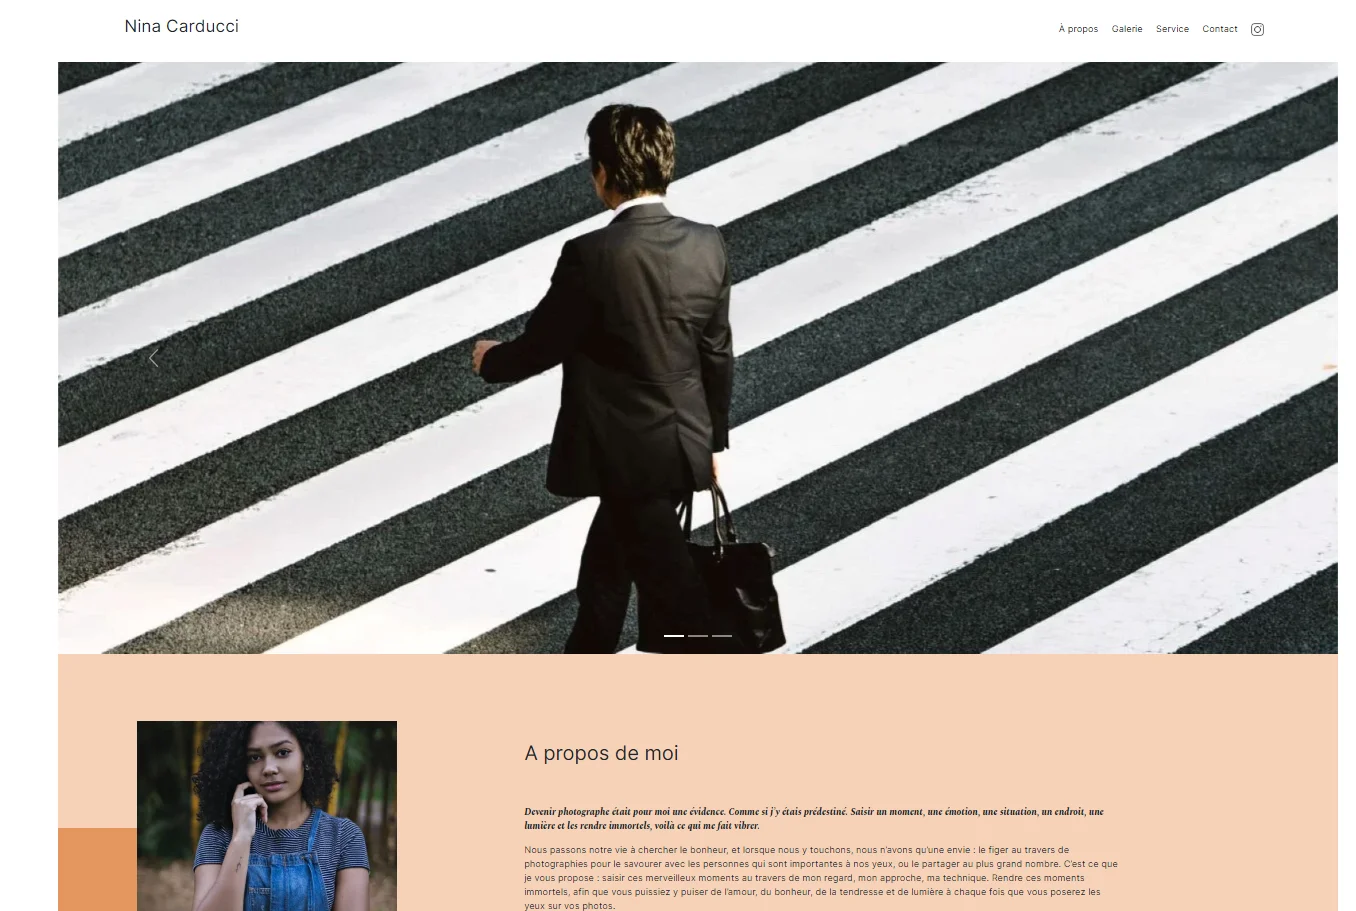 Nina Carducci
À propos Galerie Service Contact
A propos de moi
Devenir photographe était pour moi une évidence. Comme si j'y étais prédestiné. Saisir un moment, une émotion, une situation, un endroit, une
lumière et les rendre immortels, voilà ce qui me fait vibrer.
Nous passons notre vie à chercher le bonheur, et lorsque nous y touchons, nous n'avons qu'une envie : le figer au travers de
photographies pour le savourer avec les personnes qui sont importantes à nos yeux, ou le partager au plus grand nombre. C'est ce que
je vous propose : saisir ces merveilleux moments au travers de mon regard, mon approche, ma technique. Rendre ces moments
immortels, afin que vous puissiez y puiser de l'amour, du bonheur, de la tendresse et de lumière à chaque fois que vous poserez les
yeux sur vos photos.